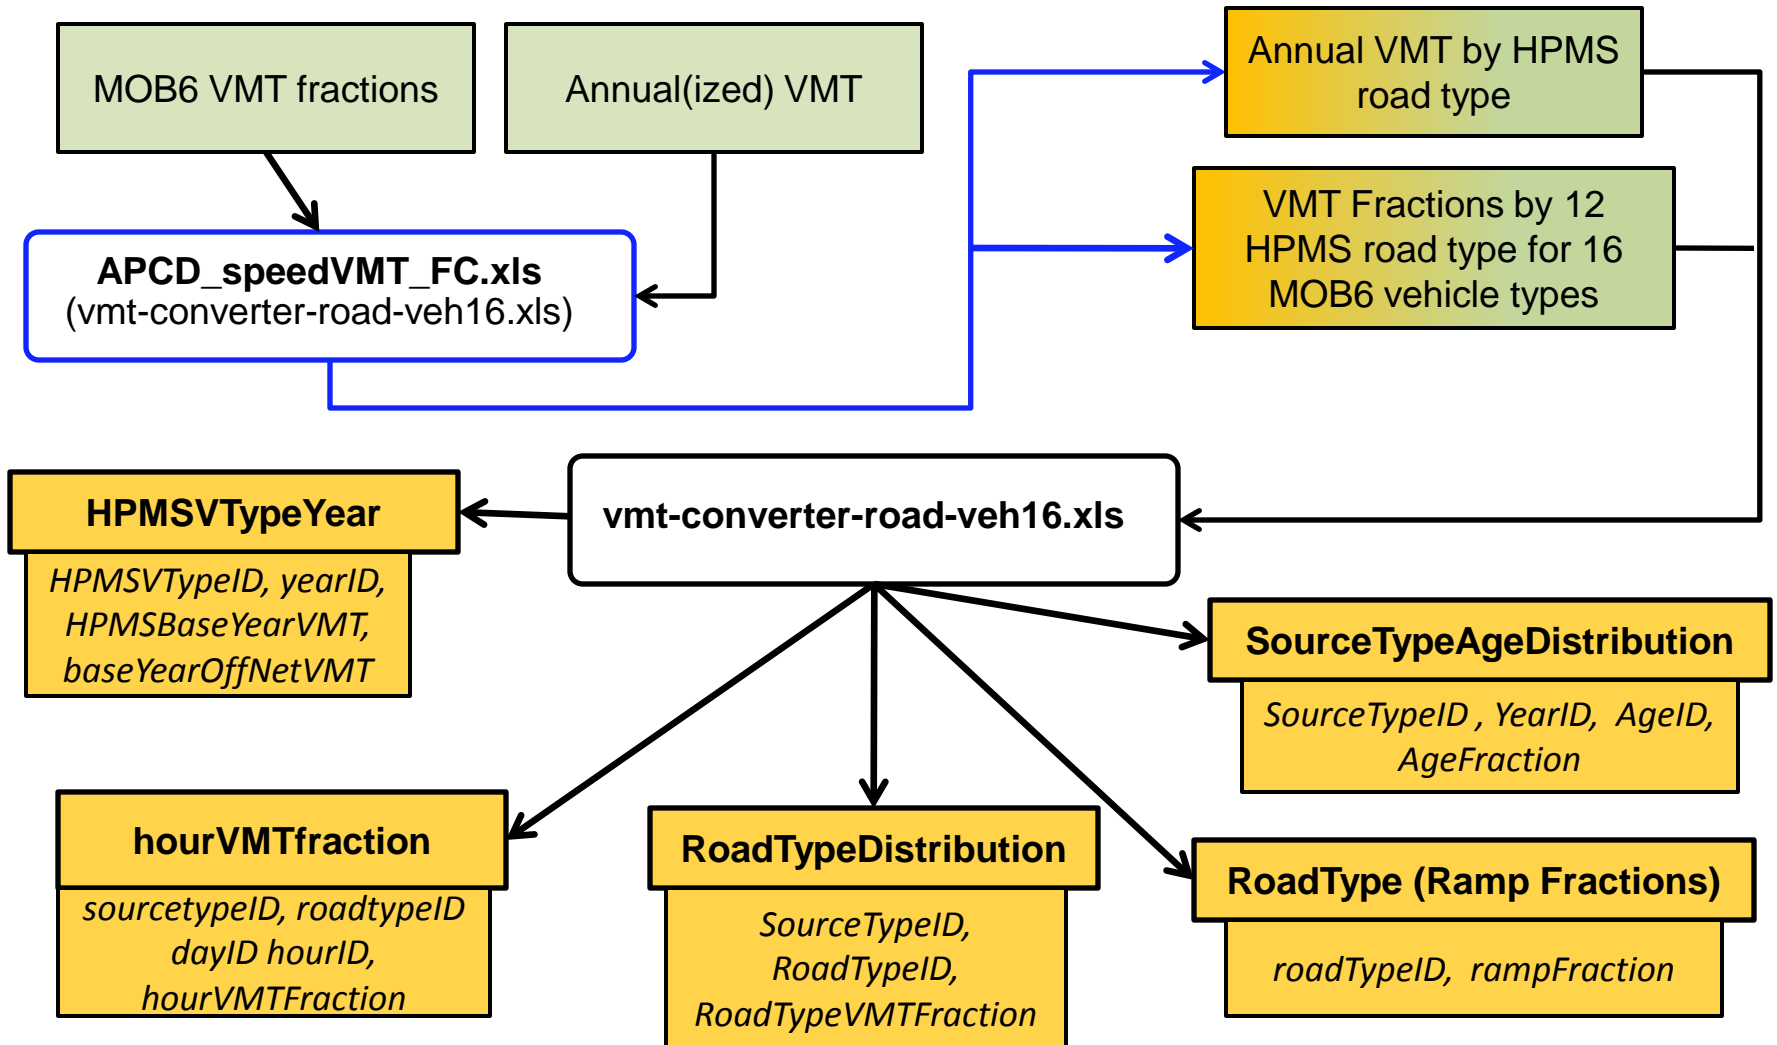 MOB6 VMT fractions
Annual(ized) VMT
Annual VMT by HPMS
road type
VMT Fractions by 12
HPMS road type for 16
MOB6 vehicle types
APCD_speedVMT_FC.xls
(vmt-converter-road-veh16.xls)
HPMSVTypeYear
HPMSVTypeID, yearID,
HPMSBaseYearVMT,
baseYearOffNetVMT
vmt-converter-road-veh16.xls
SourceTypeAgeDistribution
SourceTypeID , YearID, AgeID,
AgeFraction
hourVMTfraction
sourcetypeID, roadtypeID
dayID hourID,
hourVMTFraction
RoadTypeDistribution
SourceTypeID,
RoadTypeID,
RoadTypeVMTFraction
RoadType (Ramp Fractions)
roadTypeID, rampFraction